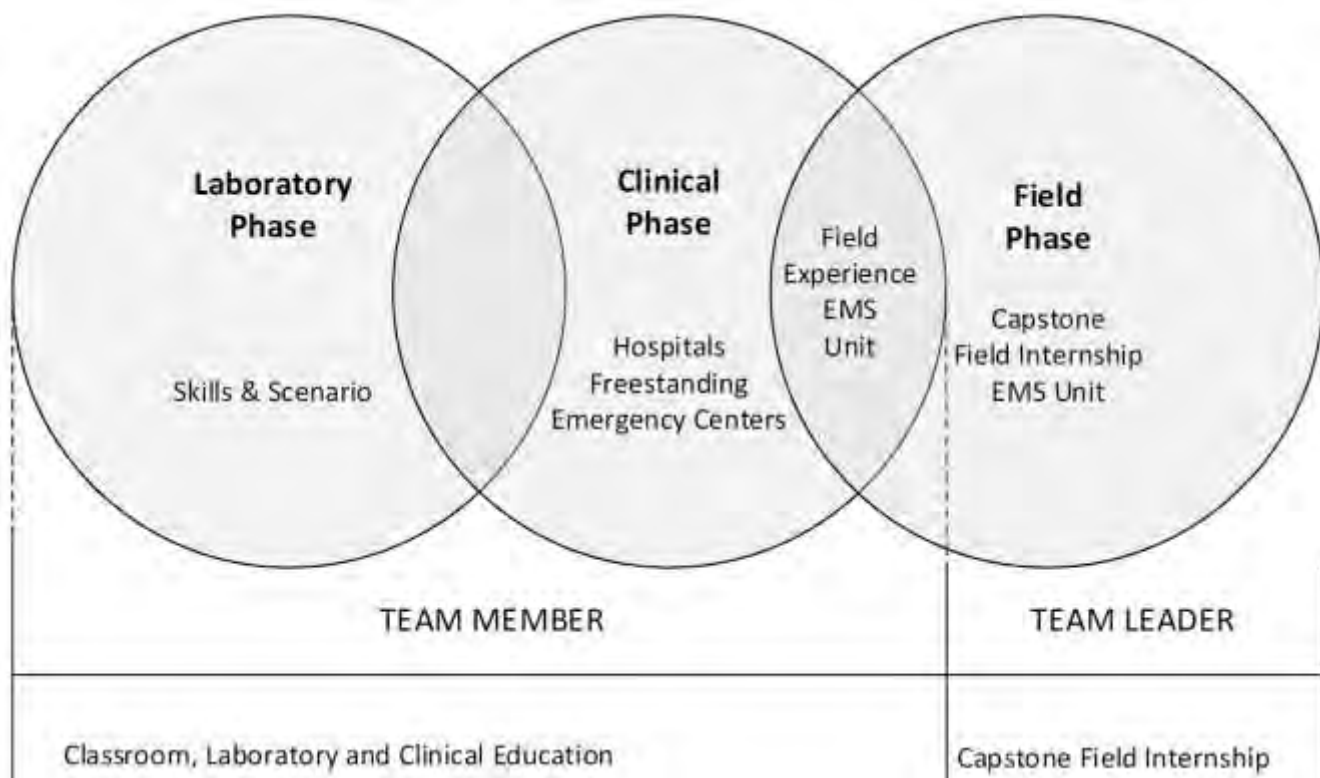 Laboratory
Phase
Skills & Scenario
Clinical
Phase
Hospitals
Freestanding
Emergency Centers
Field
Experience
EMS
Unit
Field
Phase
Capstone
Field Internship
EMS Unit
TEAM MEMBER
TEAM LEADER
Classroom, Laboratory and Clinical Education
Capstone Field Internship